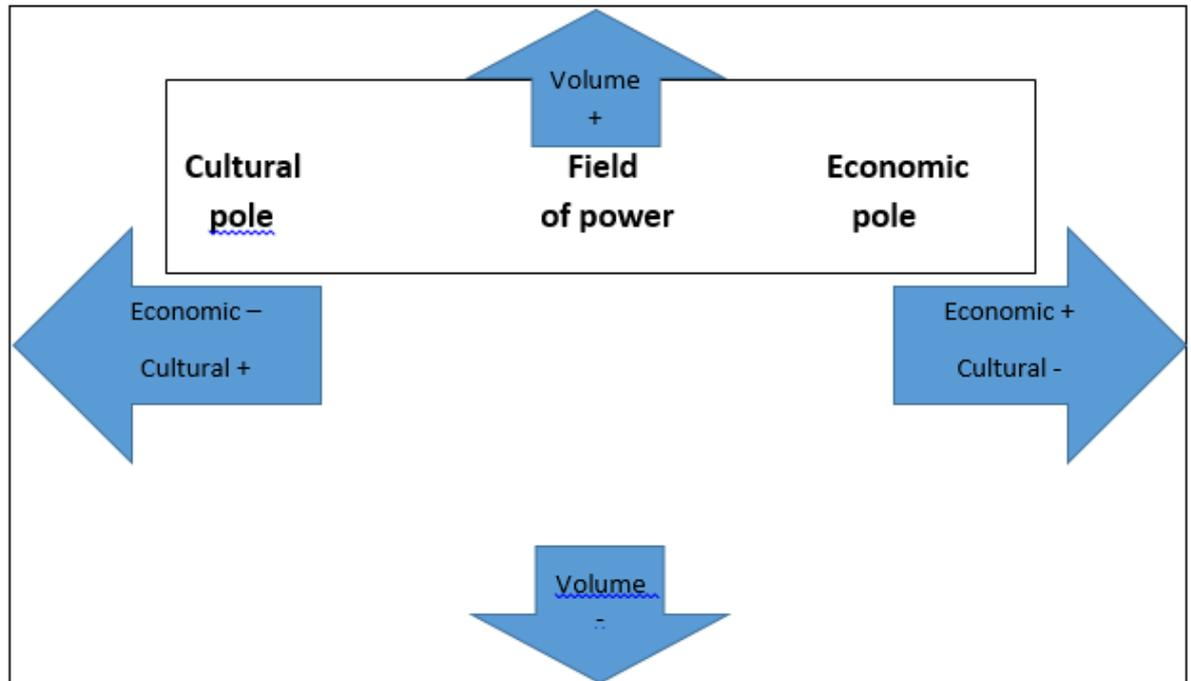 Volume
+
Cultural
pole
Field
of power
Economic
pole
Economic –
Cultural +
Economic +
Cultural -
Volume
-